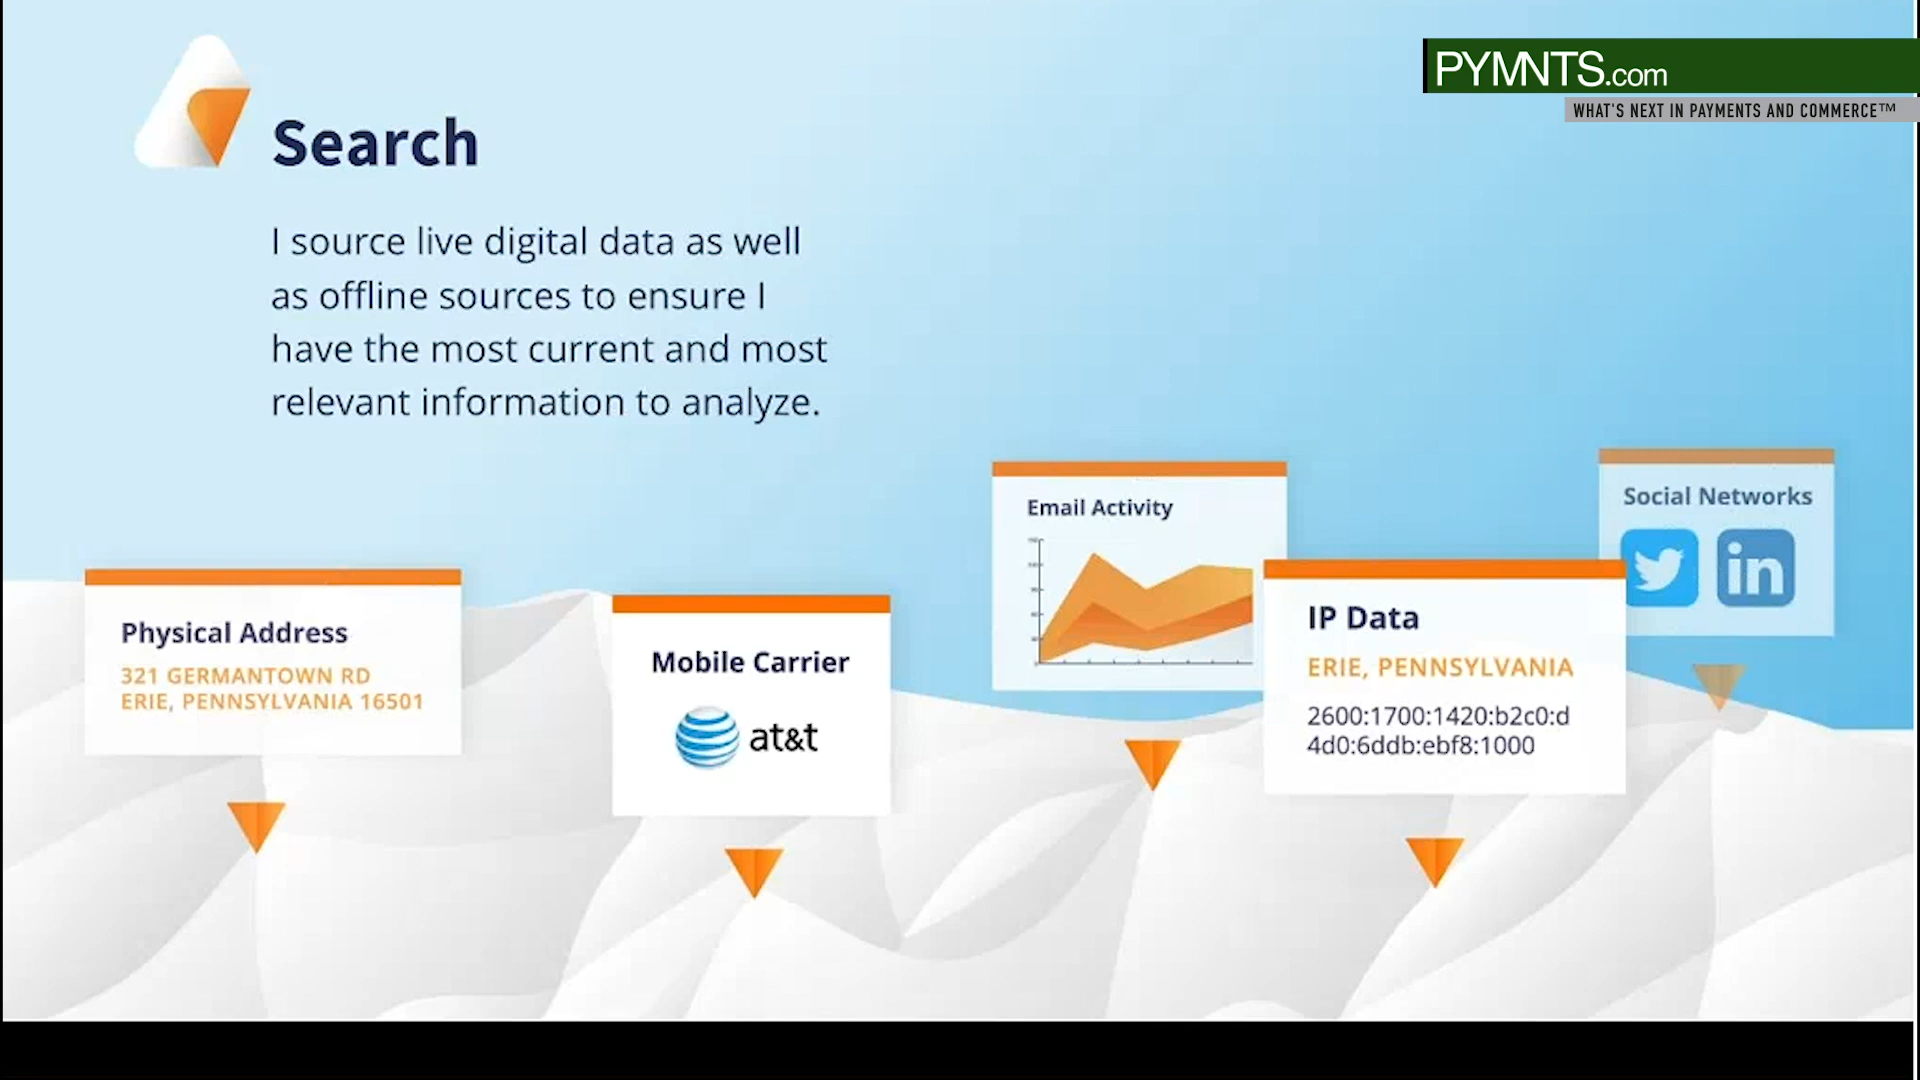 PYMNTS.com
WHAT'S NEXT IN PAYMENTS AND COMMERCE™
Search
I source live digital data as well
as offline sources to ensure I
have the most current and most
relevant information to analyze.
Physical Address
321 GERMANTOWN RD
ERIE, PENNSYLVANIA 16501
Mobile Carrier
at&t
Email Activity
IP Data
ERIE, PENNSYLVANIA
2600:1700:1420:b2c0:d
4d0:6ddb:ebf8:1000
Social Networks
in